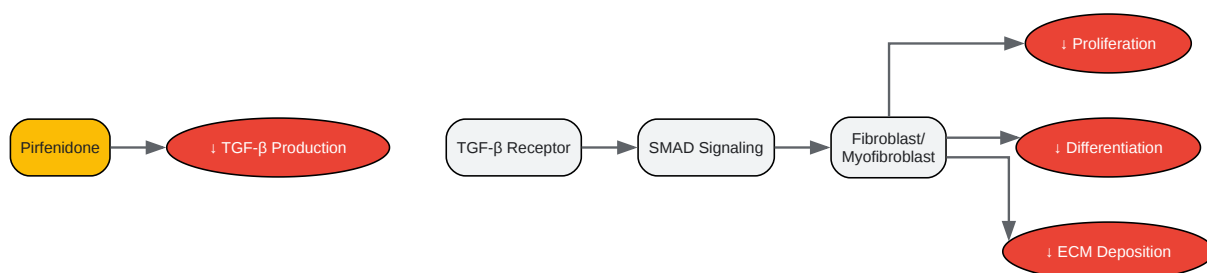 ↓ Proliferation
Pirfenidone
↓ TGF-β Production
TGF-β Receptor
SMAD Signaling
Fibroblast/
Myofibroblast
↓ Differentiation
↓ ECM Deposition